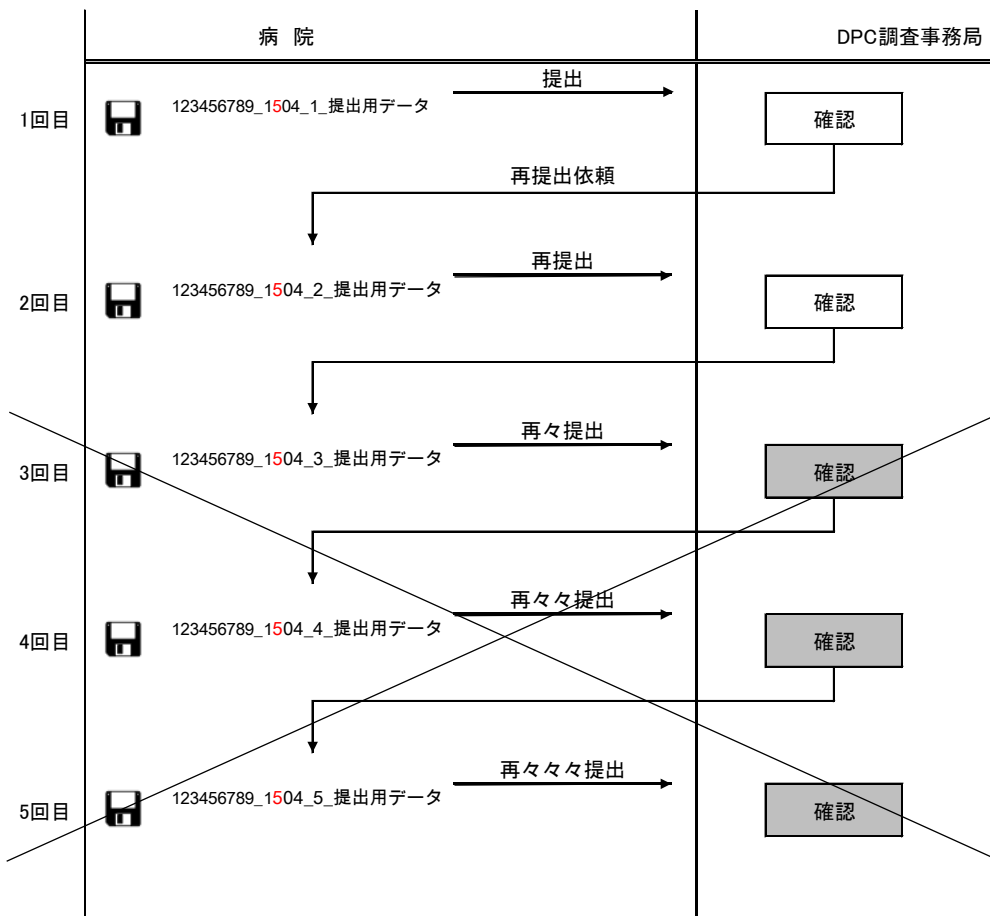 病 院
DPC調査事務局
提出
1回目
123456789_1504_1_提出用データ
確認
再提出依頼
再提出
2回目
123456789_1504_2_提出用データ
確認
再々提出
3回目
123456789_1504_3_提出用データ
確認
再々々提出
4回目
123456789_1504_4_提出用データ
確認
再々々々提出
5回目
123456789_1504_5_提出用データ
確認